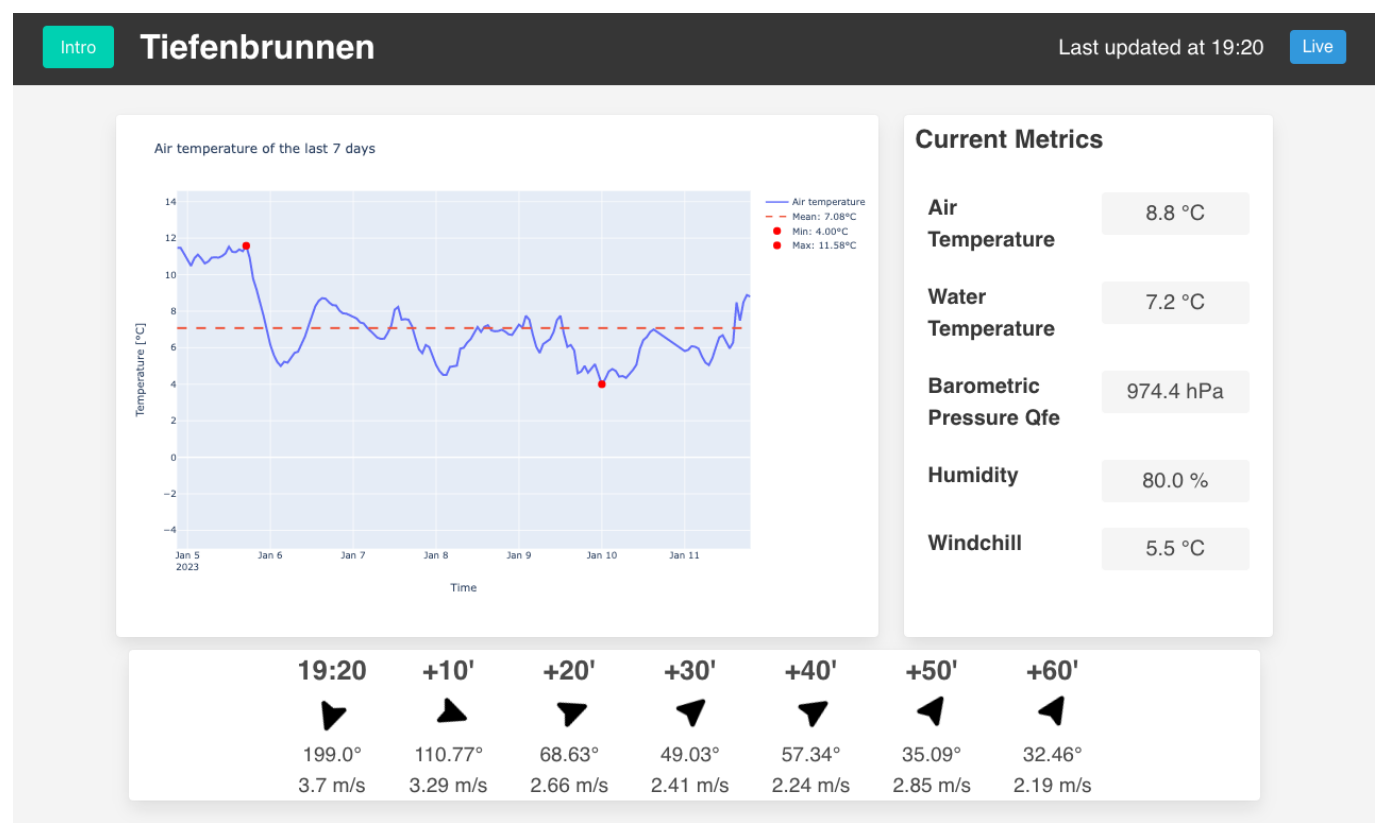 Intro
Tiefenbrunnen
Last updated at 19:20
Live
Air temperature of the last 7 days
14
12
10
8
6
4
2
0
−2
−4
Temperature [°C]
Jan 5
2023
Jan 6
Jan 7
Jan 8
Jan 9
Jan 10
Jan 11
Time
Air temperature
Mean: 7.08°C
Min: 4.00°C
Max: 11.58°C
Current Metrics
Air
Temperature
8.8 °C
Water
Temperature
7.2 °C
Barometric
Pressure Qfe
974.4 hPa
Humidity
80.0 %
Windchill
5.5 °C
19:20 +10' +20' +30' +40' +50' +60'
199.0° 110.77° 68.63° 49.03° 57.34° 35.09° 32.46°
3.7 m/s 3.29 m/s 2.66 m/s 2.41 m/s 2.24 m/s 2.85 m/s 2.19 m/s